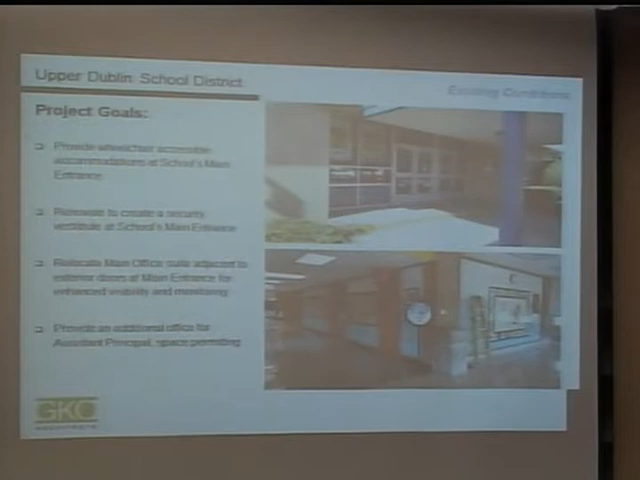 Upper Dublin School District
Existing Conditions
Project Goals:
Provide wheelchair accessible
accommodations at School's Main
Entrance
Renovate to create a security
vestibule at School's Main Entrance
Relocate Main Office suite adjacent to
exterior doors at Main Entrance for
enhanced visibility and monitoring
Provide an additional office for
Assistant Principal, space permitting
GKO
ARCHITECTS